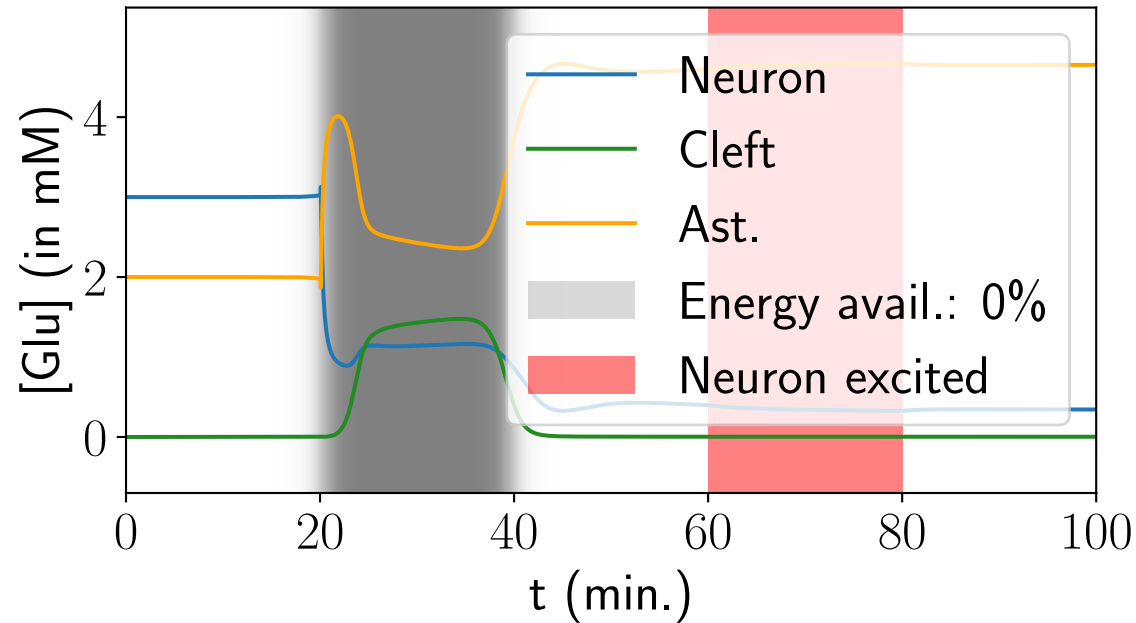 [Glu] (in mM)
4
2
0
Neuron
Cleft
Ast.
Energy avail.: 0%
Neuron excited
0 20 40 60 80 100
t (min.)